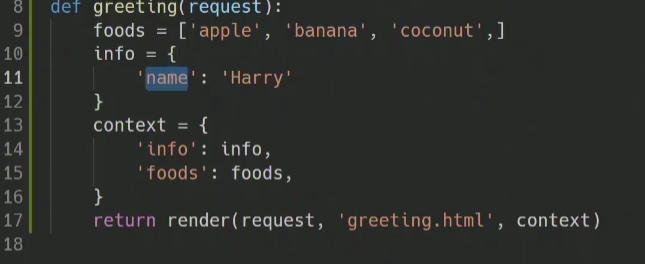 8 def greeting(request):
9     foods = ['apple', 'banana', 'coconut',]
10     info = {
11         'name': 'Harry'
12     }
13     context = {
14         'info': info,
15         'foods': foods,
16     }
17     return render(request, 'greeting.html', context)
18